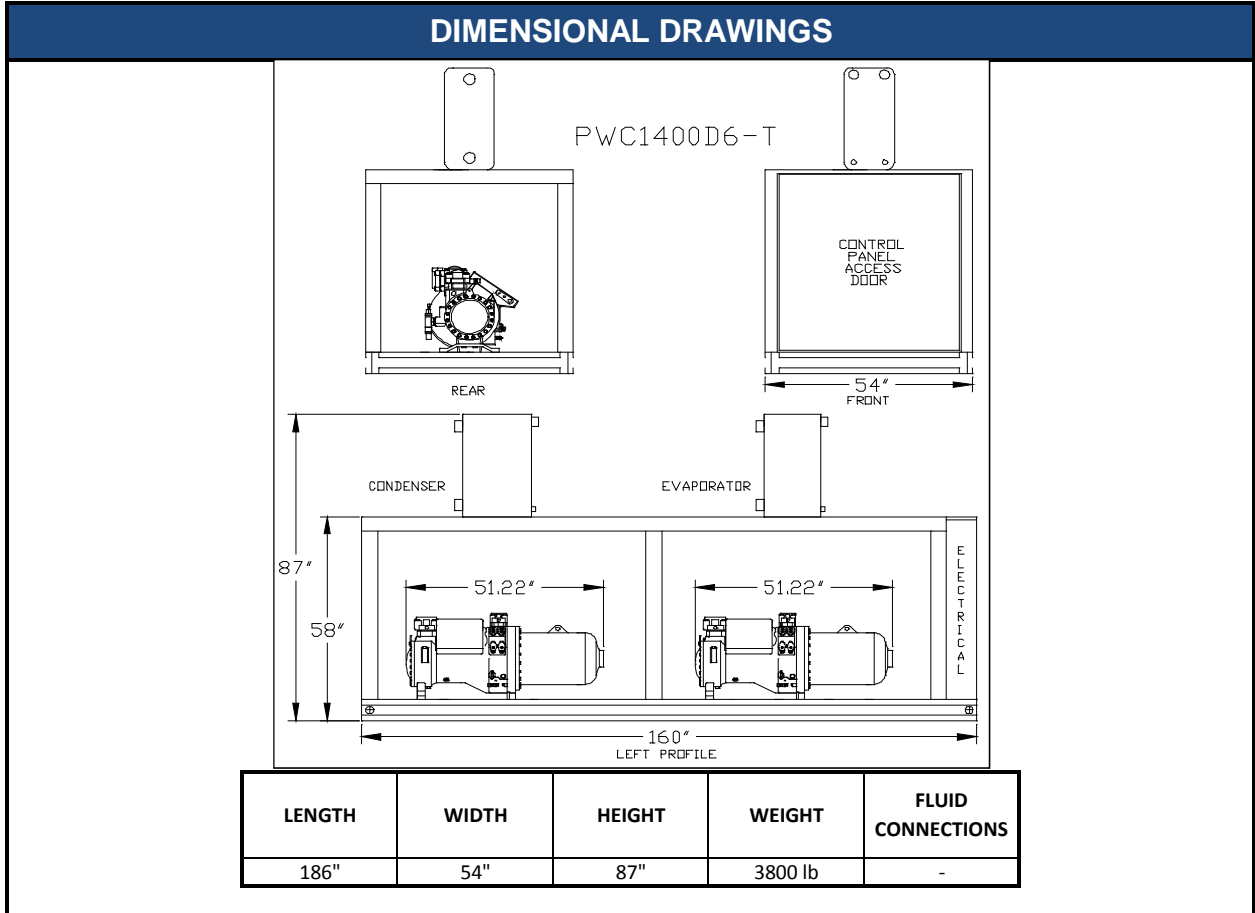 DIMENSIONAL DRAWINGS
PWC1400D6-T
CONTROL
PANEL
ACCESS
DOOR
REAR
54"
FRONT
CONDENSER
EVAPORATOR
87"
58"
51.22"
51.22"
ELECTRICAL
160"
LEFT PROFILE
LENGTH WIDTH HEIGHT WEIGHT FLUID CONNECTIONS
186" 54" 87" 3800 lb -